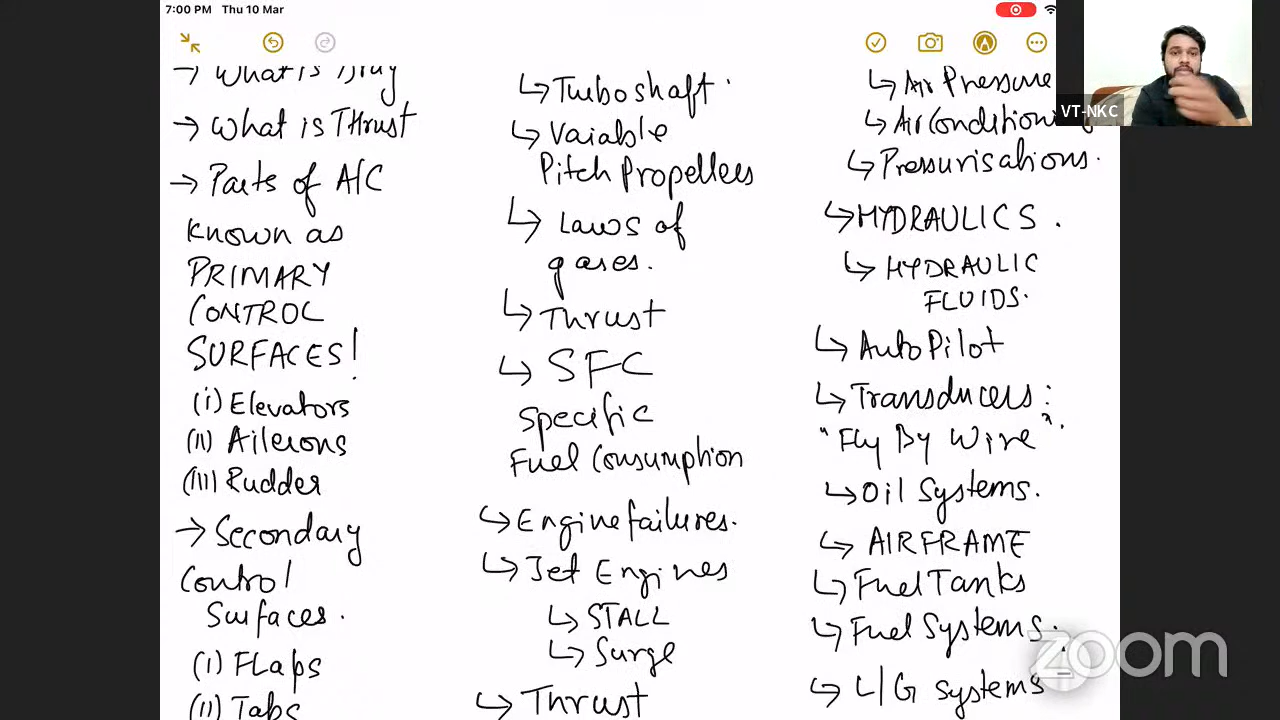 7:00 PM Thu 10 Mar
VT-NKC
→ What is Drag
→ What is Thrust
→ Parts of A/C
Known as
PRIMARY
CONTROL
SURFACES!
(i) Elevators
(ii) Ailerons
(iii) Rudder
→ Secondary
Control
Surfaces.
(i) Flaps
(ii) Tabs
↳ Turboshaft
↳ Vaiable
Pitch Propellers
↳ Laws of
gases.
↳ Thrust
↳ SFC
Specific
Fuel Consumption
↳ Engine failures.
↳ Jet Engines
↳ STALL
↳ Surge
↳ Thrust
↳ Air Pressure
↳ Air Conditioning
↳ Pressurisations.
↳ HYDRAULICS.
↳ HYDRAULIC
FLUIDS.
↳ AutoPilot
↳ Transducers:
"Fly By Wire".
↳ Oil Systems.
↳ AIRFRAME
↳ Fuel Tanks
↳ Fuel Systems.
↳ L/G Systems
zoom